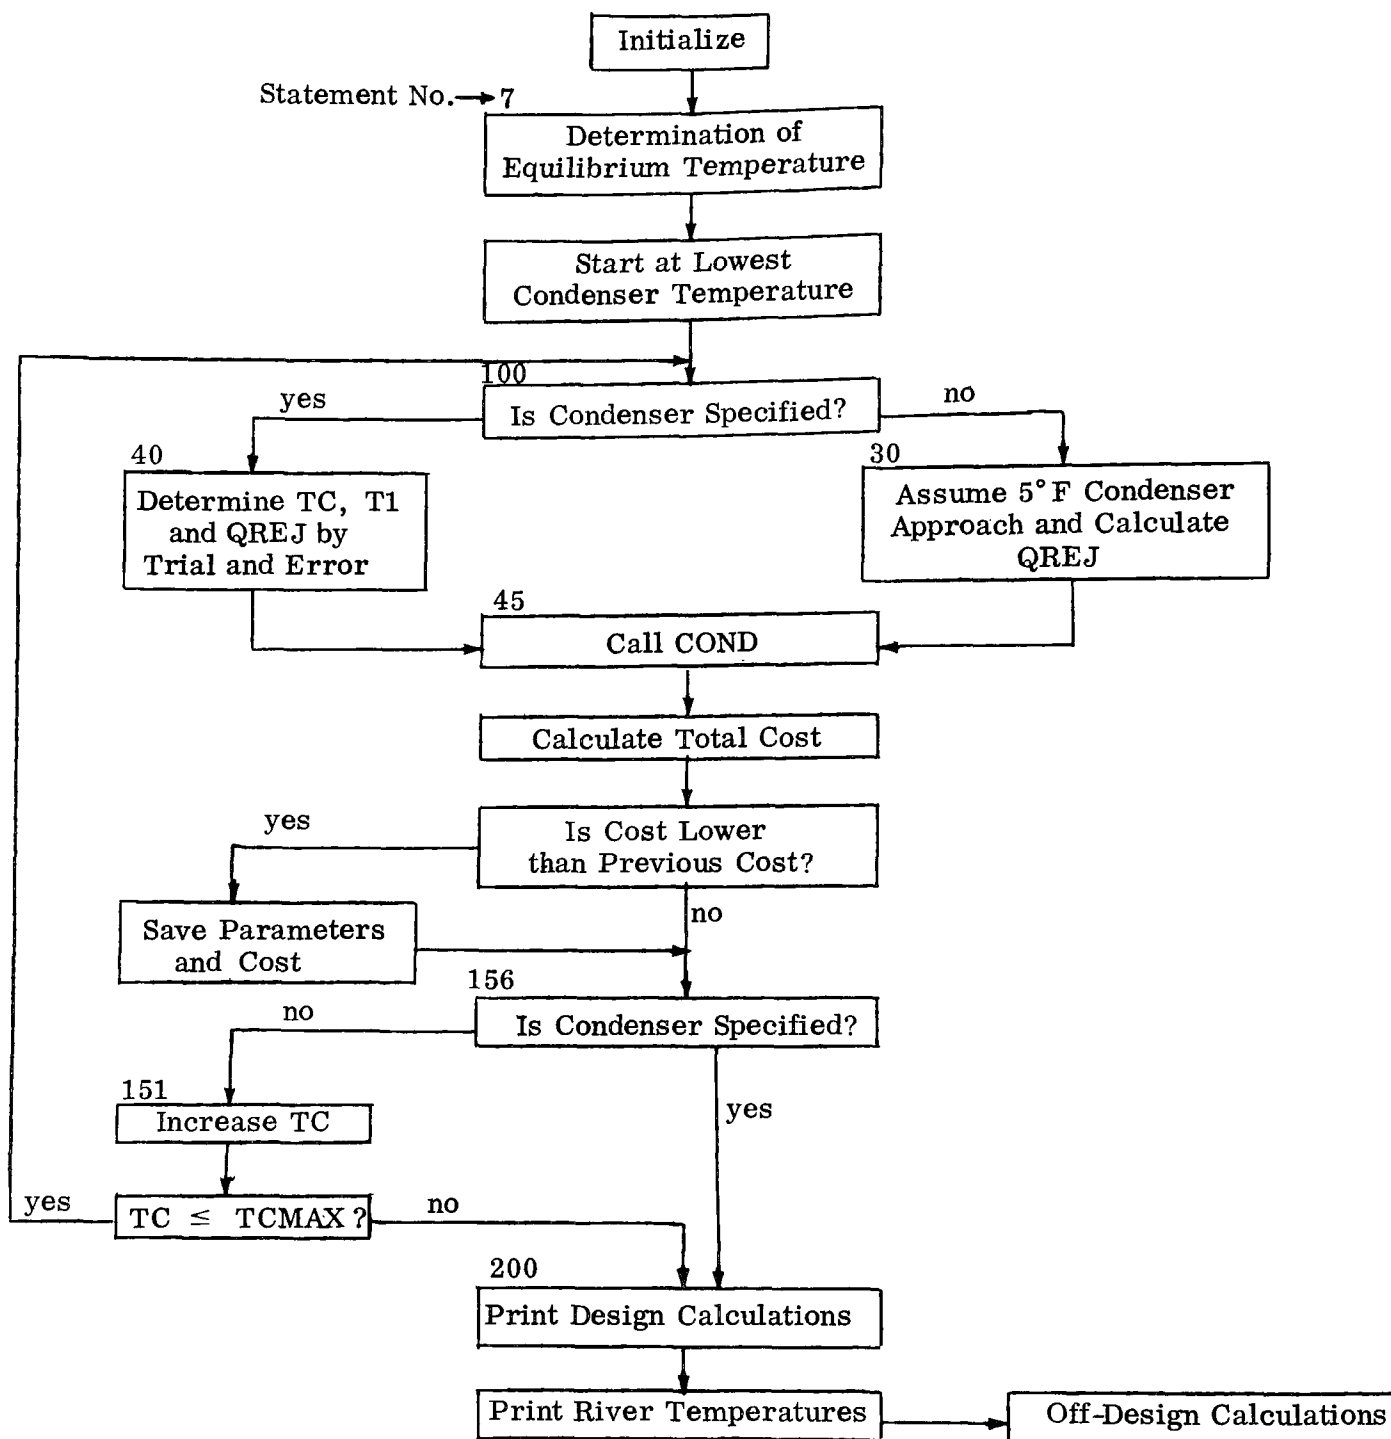 Initialize
Statement No.→ 7
Determination of
Equilibrium Temperature
Start at Lowest
Condenser Temperature
100
Is Condenser Specified?
yes
no
40
Determine TC, T1
and QREJ by
Trial and Error
30
Assume 5°F Condenser
Approach and Calculate
QREJ
45
Call COND
Calculate Total Cost
Is Cost Lower
than Previous Cost?
yes
no
Save Parameters
and Cost
156
Is Condenser Specified?
no
yes
151
Increase TC
TC ≤ TCMAX?
yes
no
200
Print Design Calculations
Print River Temperatures
Off-Design Calculations